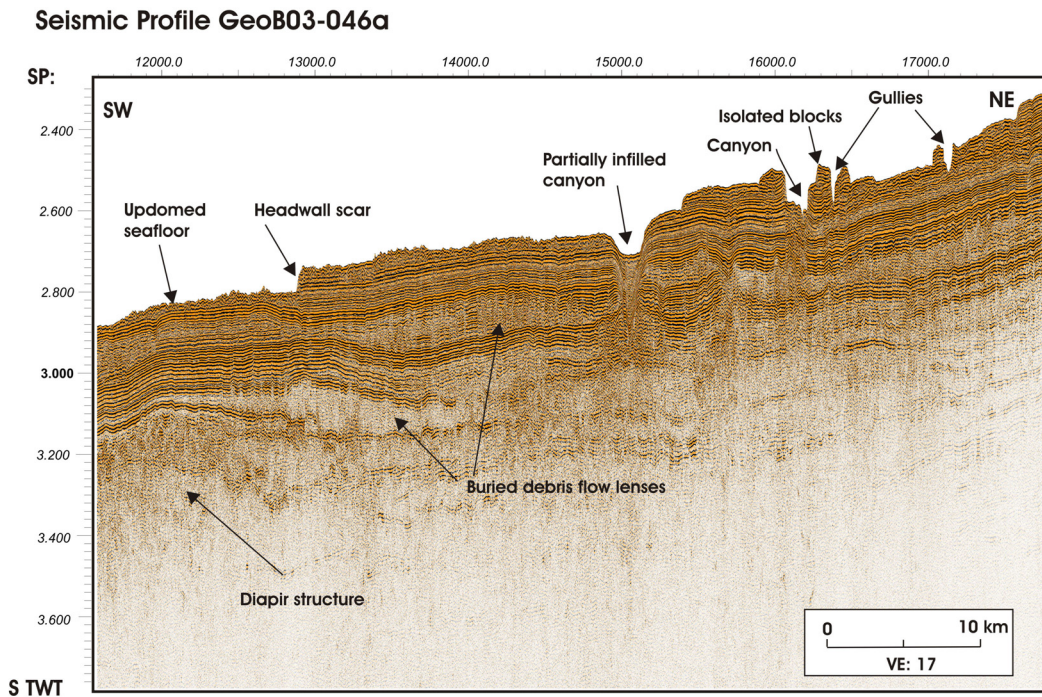 Seismic Profile GeoB03-046a
12000.0 13000.0 14000.0 15000.0 16000.0 17000.0
SP:
SW
NE
Gullies
Isolated blocks
Canyon
Partially infilled
canyon
Updomed
seafloor
Headwall scar
2.400
2.600
2.800
3.000
3.200
3.400
3.600
Buried debris flow lenses
Diapir structure
0 10 km
VE: 17
S TWT